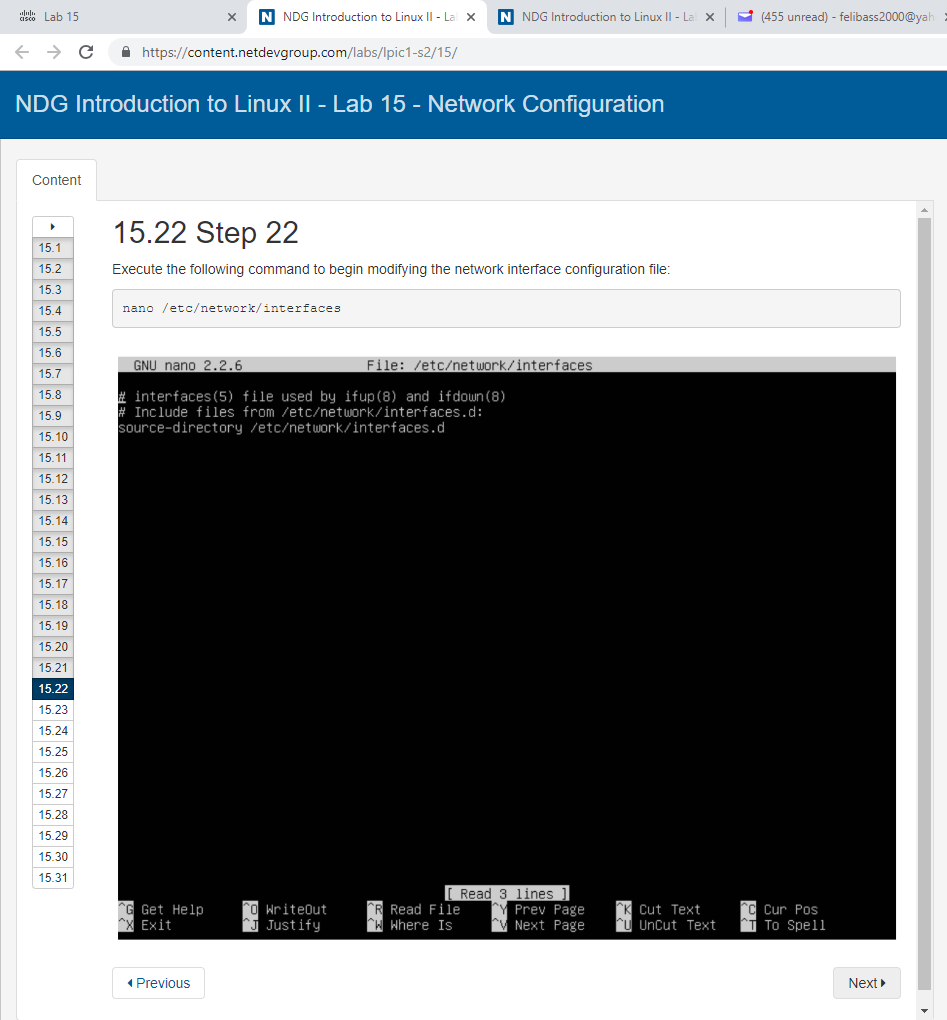 cisco Lab 15
N NDG Introduction to Linux II - La
N NDG Introduction to Linux II - La
(455 unread) - felibass2000@yah
https://content.netdevgroup.com/labs/lpic1-s2/15/
NDG Introduction to Linux II - Lab 15 - Network Configuration
Content
15.1
15.2
15.3
15.4
15.5
15.6
15.7
15.8
15.9
15.10
15.11
15.12
15.13
15.14
15.15
15.16
15.17
15.18
15.19
15.20
15.21
15.22
15.23
15.24
15.25
15.26
15.27
15.28
15.29
15.30
15.31
15.22 Step 22
Execute the following command to begin modifying the network interface configuration file:
nano /etc/network/interfaces
GNU nano 2.2.6 File: /etc/network/interfaces
# interfaces(5) file used by ifup(8) and ifdown(8)
# Include files from /etc/network/interfaces.d:
source-directory /etc/network/interfaces.d
[ Read 3 lines ]
^G Get Help ^O WriteOut ^R Read File ^Y Prev Page ^K Cut Text ^C Cur Pos
^X Exit ^J Justify ^W Where Is ^V Next Page ^U UnCut Text ^T To Spell
Previous
Next